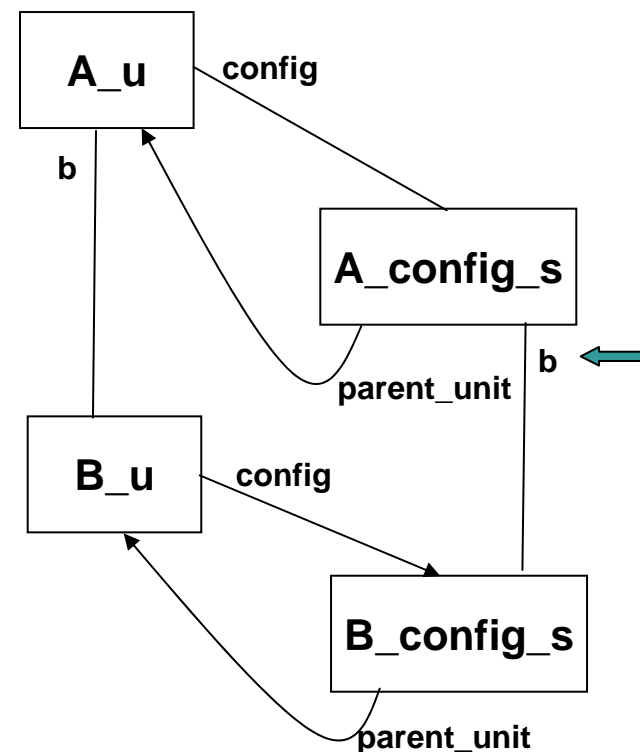 A_u
config
b
A_config_s
b
parent_unit
B_u
config
B_config_s
parent_unit